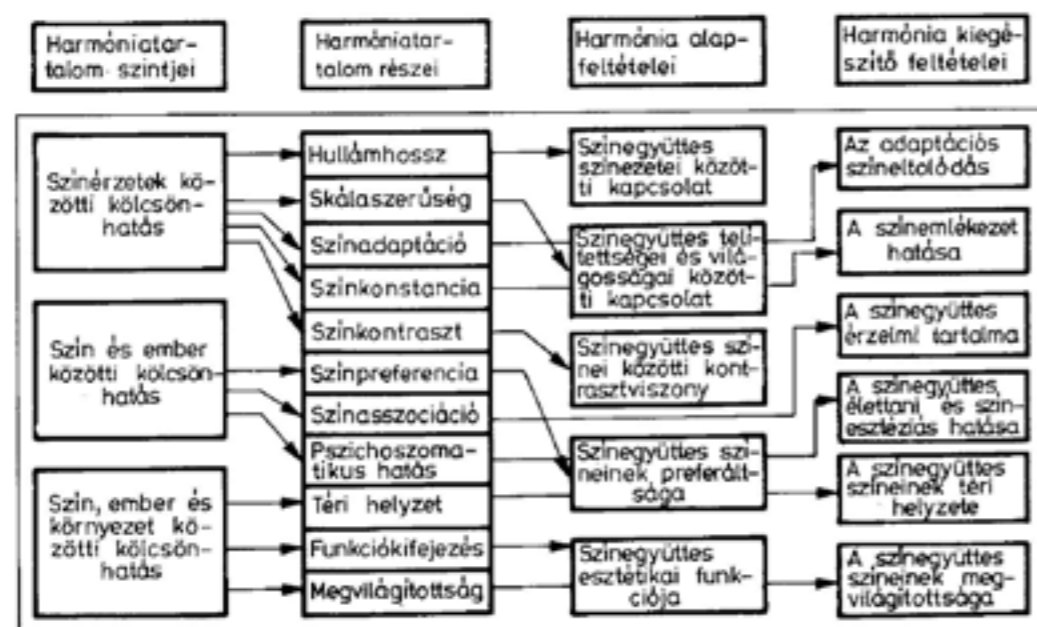 Harmóniatar-
talom szintjei
Harmóniatar-
talom részei
Harmónia alap-
feltételei
Harmónia kiegé-
szítő feltételei
Színérzetek kö-
zötti kölcsön-
hatás
Szín és ember
közötti kölcsön-
hatás
Szín, ember és
környezet kö-
zötti kölcsön-
hatás
Hullámhossz
Skálaszerűség
Színadaptáció
Színkonstancia
Színkontraszt
Színpreferencia
Színasszociáció
Pszichoszoma-
tikus hatás
Téri helyzet
Funkciókifejezés
Megvilágítottság
Színegyüttes
színezetei közöt-
ti kapcsolat
Színegyüttes telí-
tettségei és vilá-
gosságai közöt-
ti kapcsolat
Színegyüttes szí-
nei közötti kont-
rasztviszony
Színegyüttes szí-
neinek preferált-
sága
Színegyüttes
esztétikai funk-
ciója
Az adaptációs
színeltolódás
A színemlékezet
hatása
A színegyüttes
érzelmi tartalma
A színegyüttes,
élettani és szín-
esztéziás hatása
A színegyüttes
színeinek téri
helyzete
A színegyüttes
színeinek meg-
világítottsága